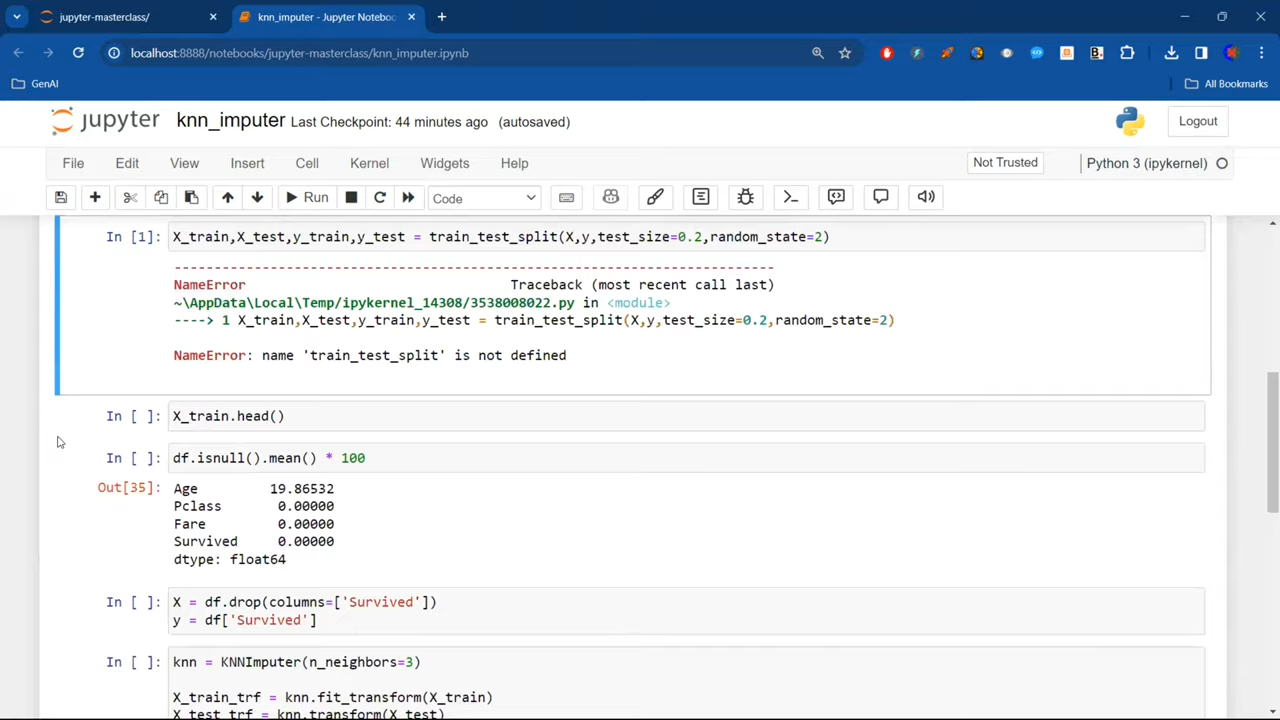 jupyter-masterclass/
knn_imputer - Jupyter Noteboo
localhost:8888/notebooks/jupyter-masterclass/knn_imputer.ipynb
GenAI
All Bookmarks
jupyter knn_imputer Last Checkpoint: 44 minutes ago (autosaved)
Logout
File Edit View Insert Cell Kernel Widgets Help
Not Trusted
Python 3 (ipykernel)
Run
Code
In [1]: X_train,X_test,y_train,y_test = train_test_split(X,y,test_size=0.2,random_state=2)
---------------------------------------------------------------------------
NameError Traceback (most recent call last)
~\AppData\Local\Temp/ipykernel_14308/3538008022.py in <module>
----> 1 X_train,X_test,y_train,y_test = train_test_split(X,y,test_size=0.2,random_state=2)
NameError: name 'train_test_split' is not defined
In [ ]: X_train.head()
In [ ]: df.isnull().mean() * 100
Out[35]: Age 19.86532
Pclass 0.00000
Fare 0.00000
Survived 0.00000
dtype: float64
In [ ]: X = df.drop(columns=['Survived'])
y = df['Survived']
In [ ]: knn = KNNImputer(n_neighbors=3)
X_train_trf = knn.fit_transform(X_train)
X_test_trf = knn.transform(X_test)